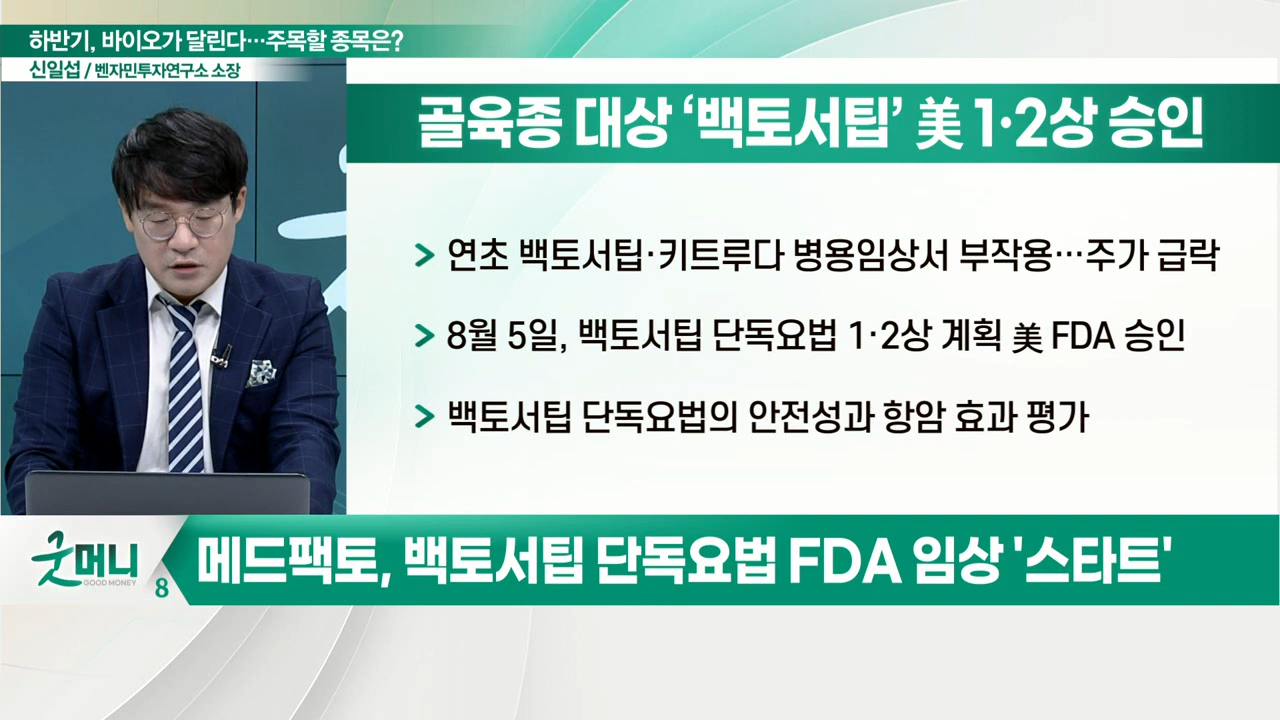 하반기, 바이오가 달린다…주목할 종목은?
신일섭 / 벤자민투자연구소 소장
골육종 대상 ‘백토서팁’ 美 1·2상 승인
> 연초 백토서팁·키트루다 병용임상서 부작용…주가 급락
> 8월 5일, 백토서팁 단독요법 1·2상 계획 美 FDA 승인
> 백토서팁 단독요법의 안전성과 항암 효과 평가
굿머니
GOOD MONEY
8
메드팩토, 백토서팁 단독요법 FDA 임상 '스타트'